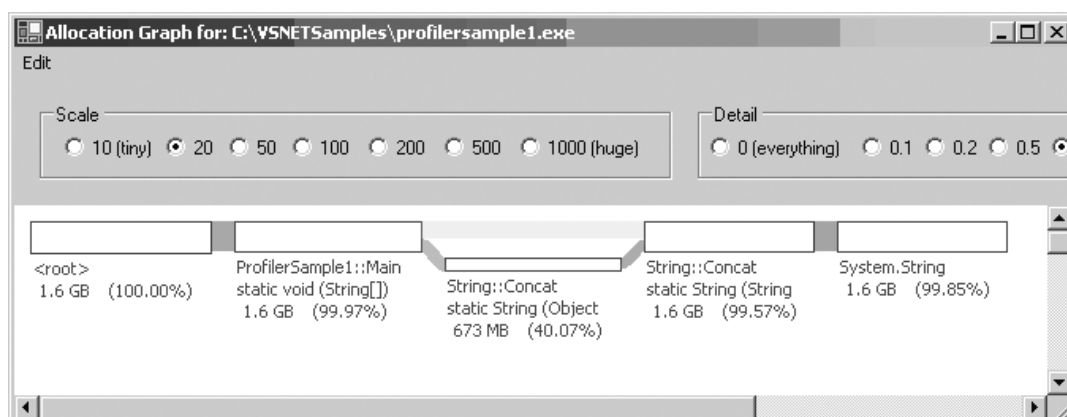 Allocation Graph for: C:\VSNETSamples\profilersample1.exe
Edit
Scale
10 (tiny) 20 50 100 200 500 1000 (huge)
Detail
0 (everything) 0.1 0.2 0.5
<root>
1.6 GB (100.00%)
ProfilerSample1::Main
static void (String[])
1.6 GB (99.97%)
String::Concat
static String (Object
673 MB (40.07%)
String::Concat
static String (String
1.6 GB (99.57%)
System.String
1.6 GB (99.85%)